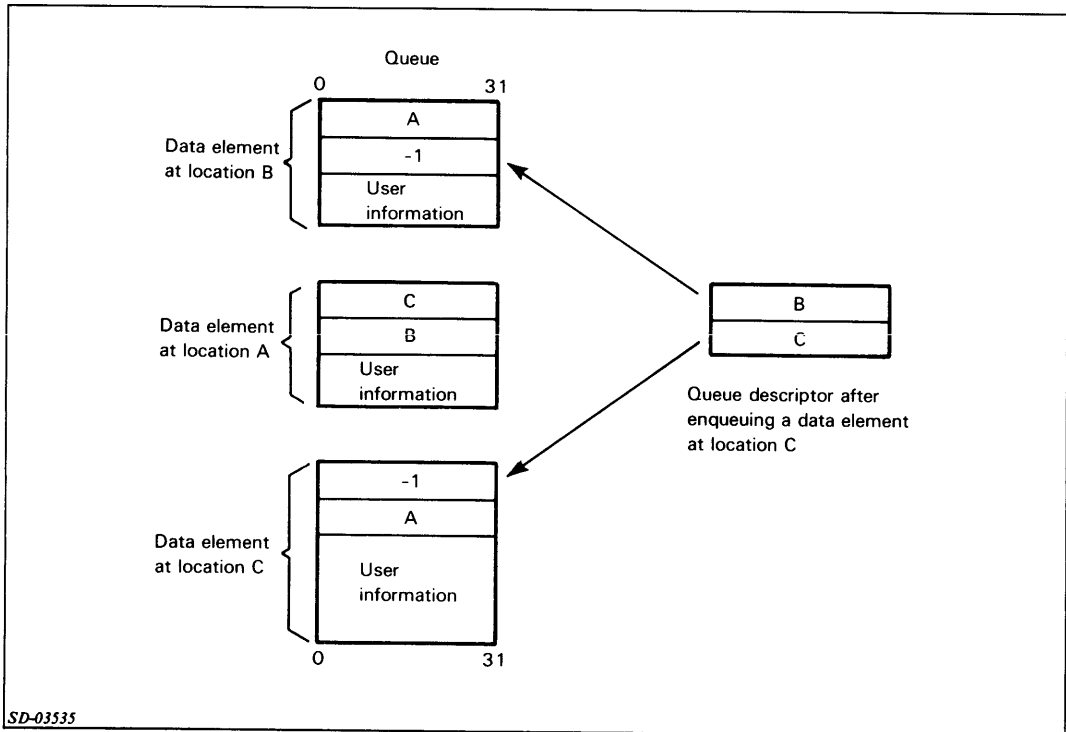 Queue
0 31
Data element
at location B
A
-1
User
information
Data element
at location A
C
B
User
information
B
C
Queue descriptor after
enqueuing a data element
at location C
Data element
at location C
-1
A
User
information
0 31
SD-03535